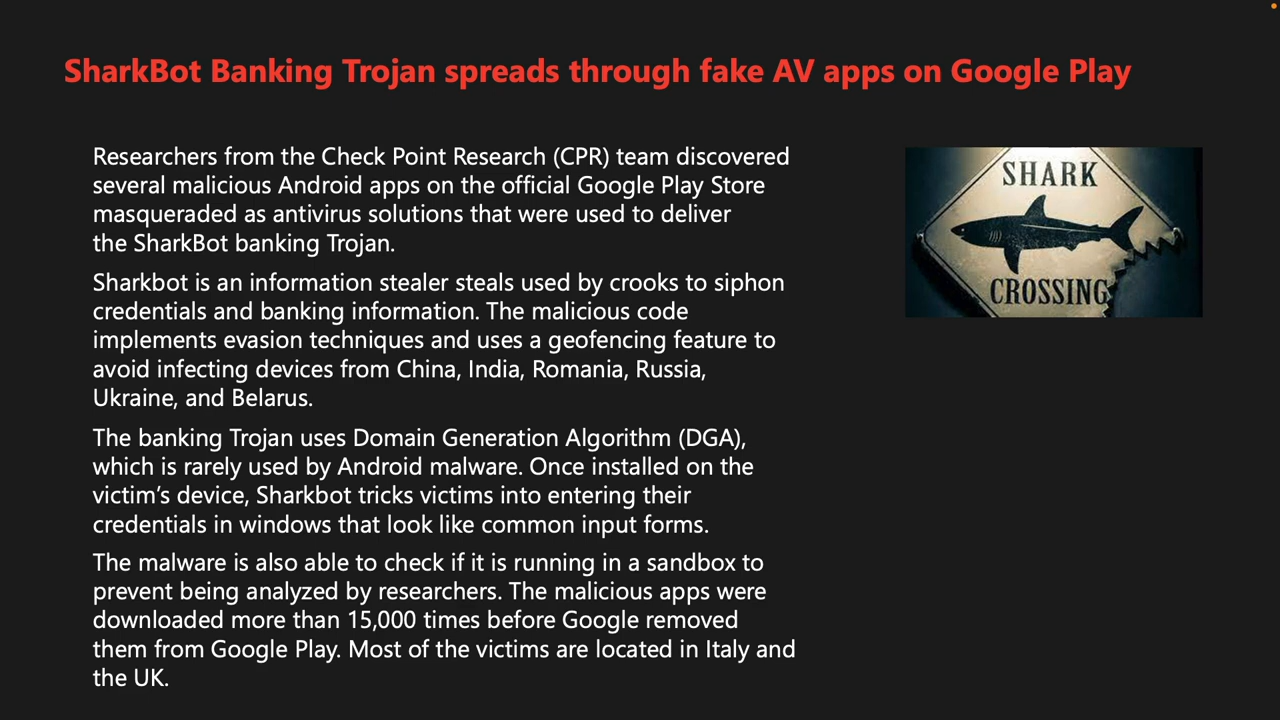 SharkBot Banking Trojan spreads through fake AV apps on Google Play
Researchers from the Check Point Research (CPR) team discovered
several malicious Android apps on the official Google Play Store
masqueraded as antivirus solutions that were used to deliver
the SharkBot banking Trojan.
Sharkbot is an information stealer steals used by crooks to siphon
credentials and banking information. The malicious code
implements evasion techniques and uses a geofencing feature to
avoid infecting devices from China, India, Romania, Russia,
Ukraine, and Belarus.
The banking Trojan uses Domain Generation Algorithm (DGA),
which is rarely used by Android malware. Once installed on the
victim’s device, Sharkbot tricks victims into entering their
credentials in windows that look like common input forms.
The malware is also able to check if it is running in a sandbox to
prevent being analyzed by researchers. The malicious apps were
downloaded more than 15,000 times before Google removed
them from Google Play. Most of the victims are located in Italy and
the UK.
SHARK
CROSSING